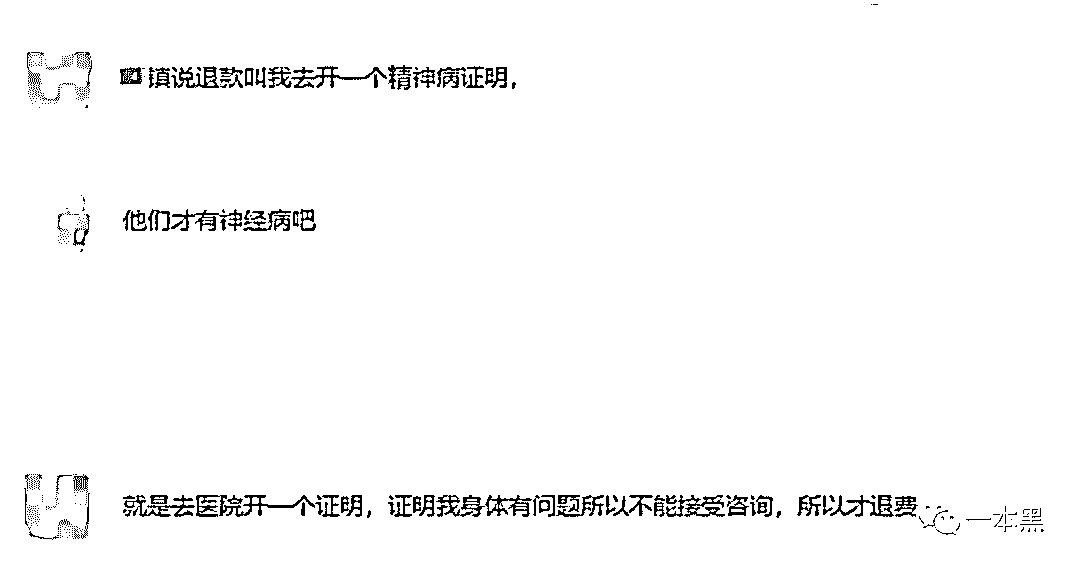 镇说退款叫我去开一个精神病证明，
他们才有神经病吧
就是去医院开一个证明，证明我身体有问题所以不能接受咨询，所以才退费
一本黑